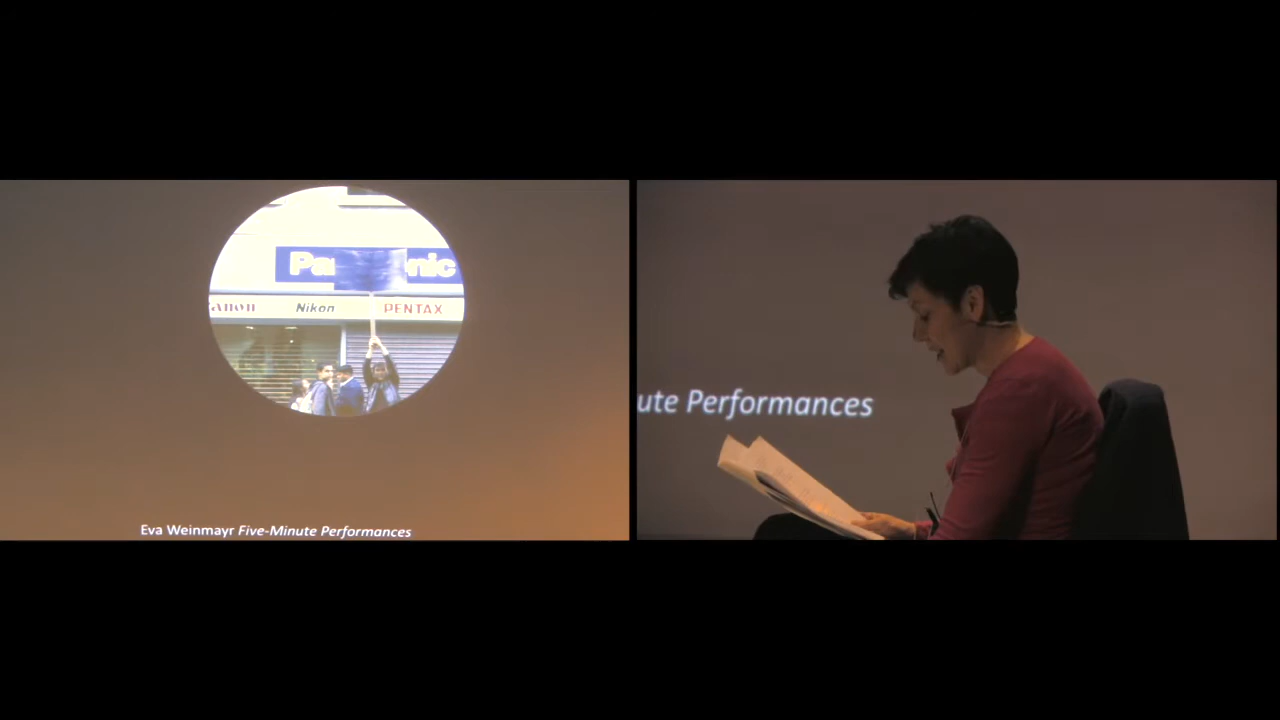 Pa nic
anon Nikon PENTAX
Eva Weinmayr Five-Minute Performances
ute Performances